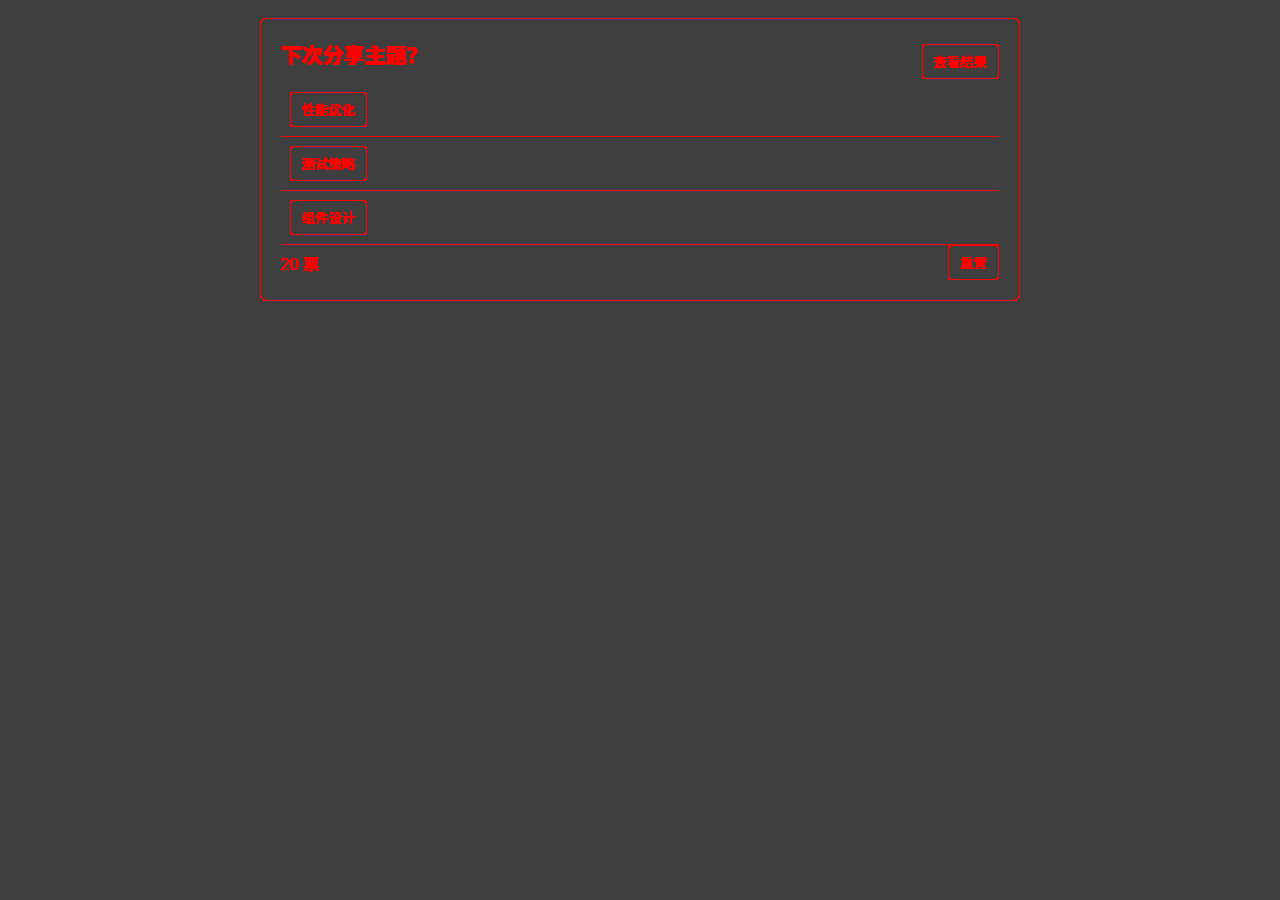 下次分享主题?
查看结果
性能优化
测试策略
组件设计
20 票
重置